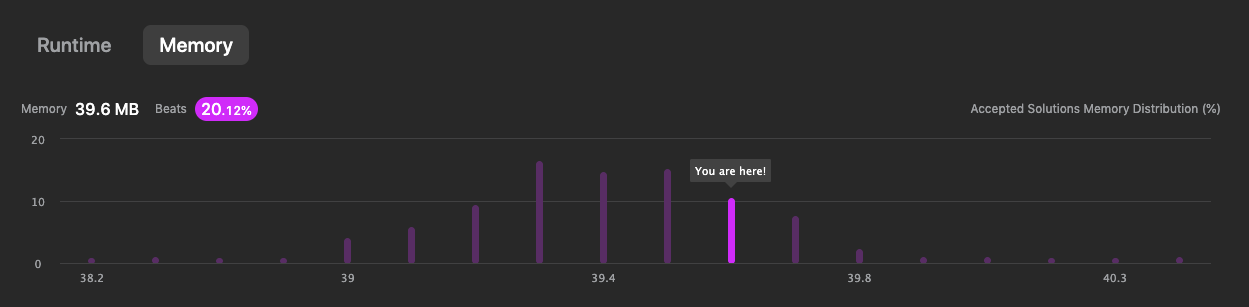 Runtime Memory
Memory 39.6 MB Beats 20.12% Accepted Solutions Memory Distribution (%)
20
You are here!
10
0
38.2 39 39.4 39.8 40.3